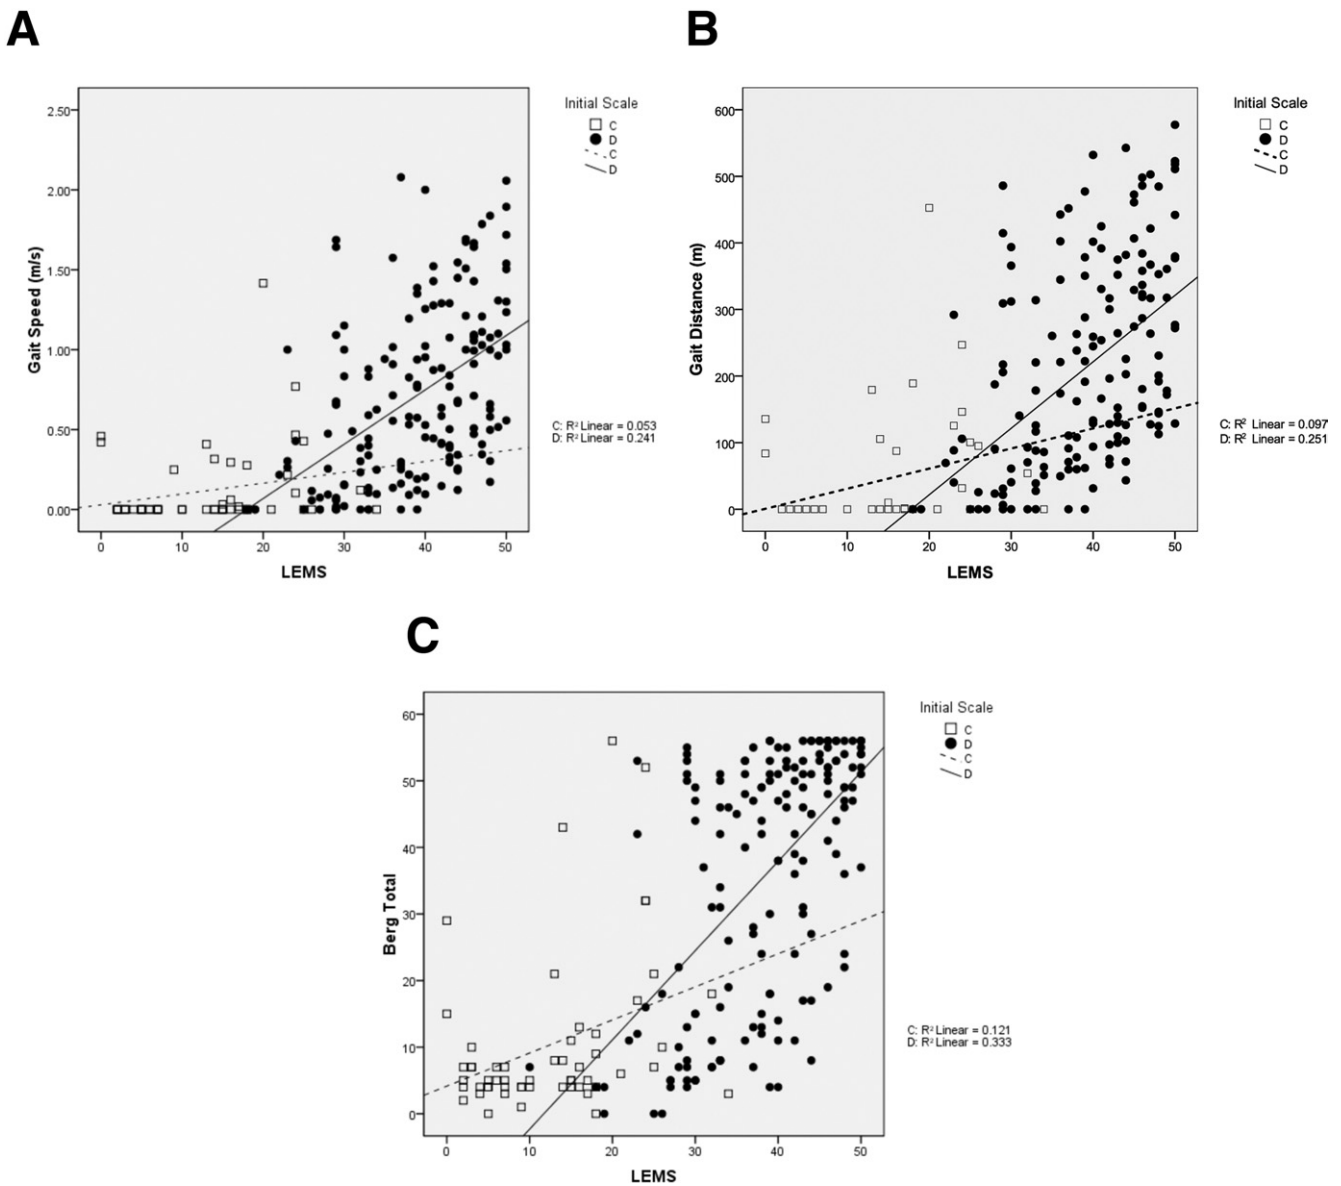 A
Initial Scale
C
D
C
D
2.50
2.00
1.50
1.00
0.50
0.00
Gait Speed (m/s)
C: R² Linear = 0.053
D: R² Linear = 0.241
0 10 20 30 40 50
LEMS
B
Initial Scale
C
D
C
D
600
500
400
300
200
100
0
Gait Distance (m)
C: R² Linear = 0.097
D: R² Linear = 0.251
0 10 20 30 40 50
LEMS
C
Initial Scale
C
D
C
D
60
50
40
30
20
10
0
Berg Total
C: R² Linear = 0.121
D: R² Linear = 0.333
0 10 20 30 40 50
LEMS